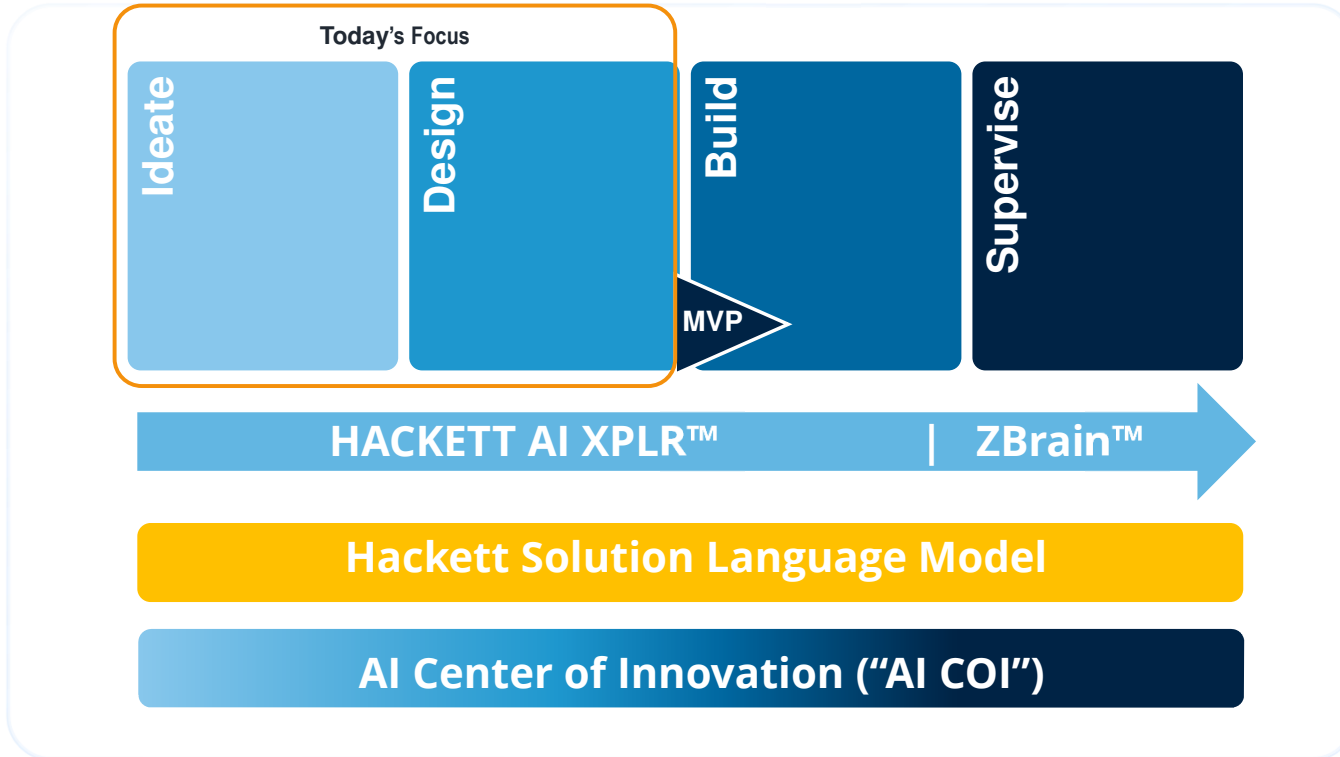 Today's Focus
Ideate
Design
Build
Supervise
MVP
HACKETT AI XPLR™ | ZBrain™
Hackett Solution Language Model
AI Center of Innovation (“AI COI”)